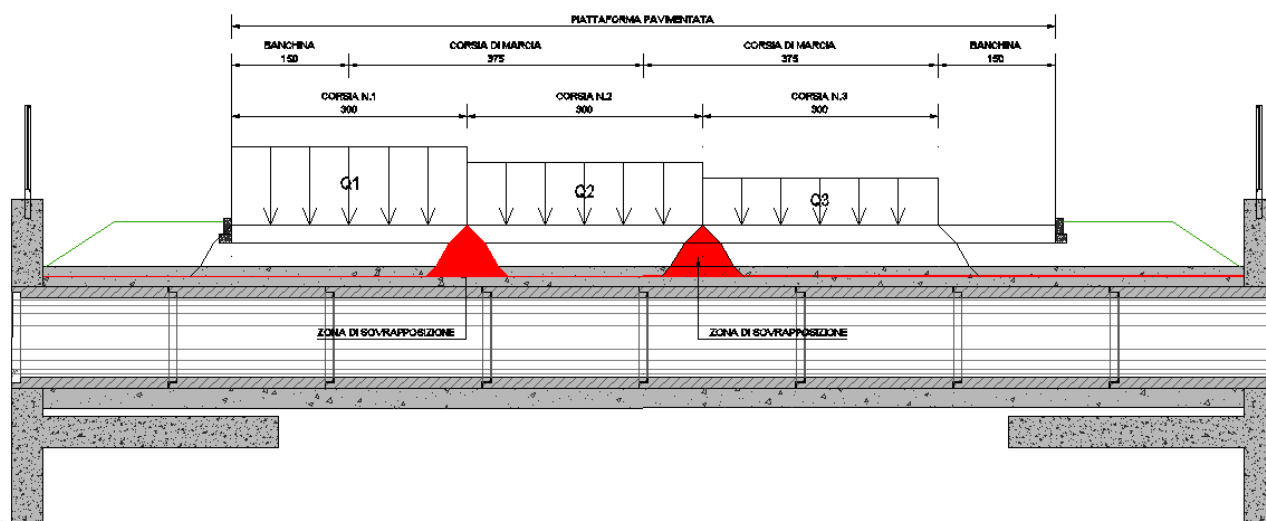 PIATTAFORMA PAVIMENTATA
BANCHINA
150
CORSIA DI MARCIA
375
CORSIA DI MARCIA
375
BANCHINA
150
CORSIA N.1
300
CORSIA N.2
300
CORSIA N.3
300
Q1
Q2
Q3
ZONA DI SOVRAPPOSIZIONE
ZONA DI SOVRAPPOSIZIONE